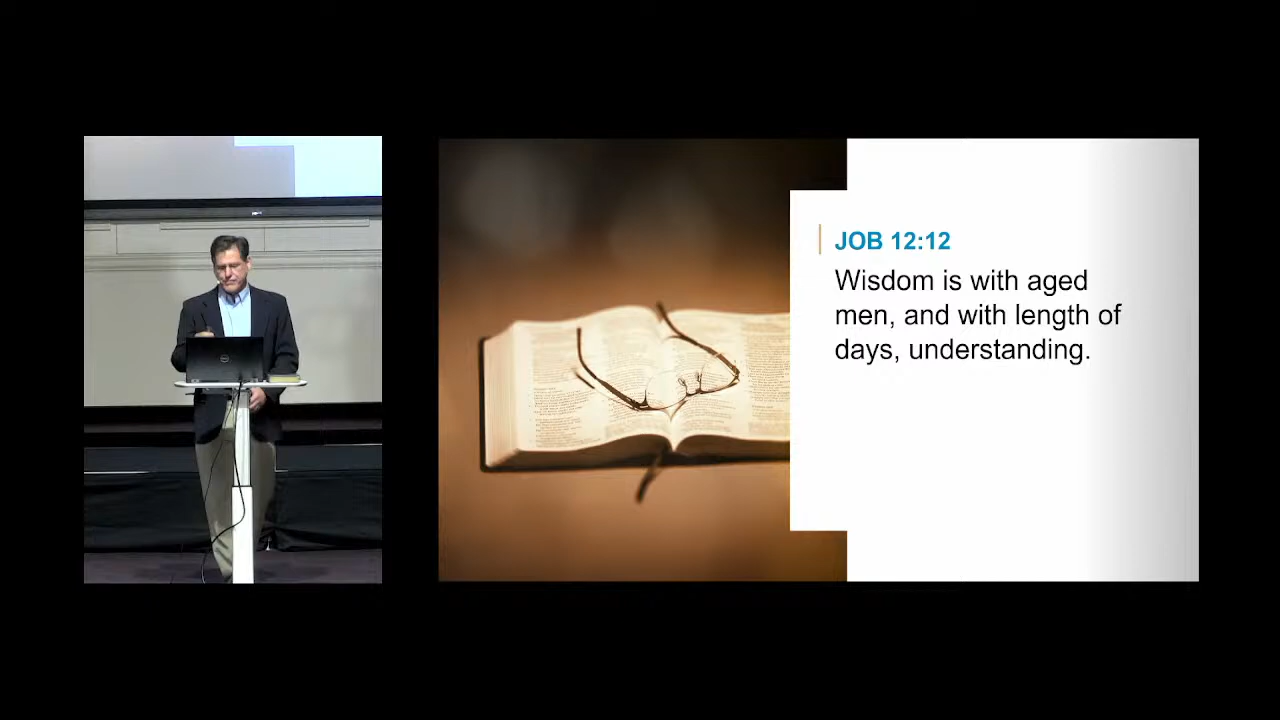 JOB 12:12
Wisdom is with aged
men, and with length of
days, understanding.